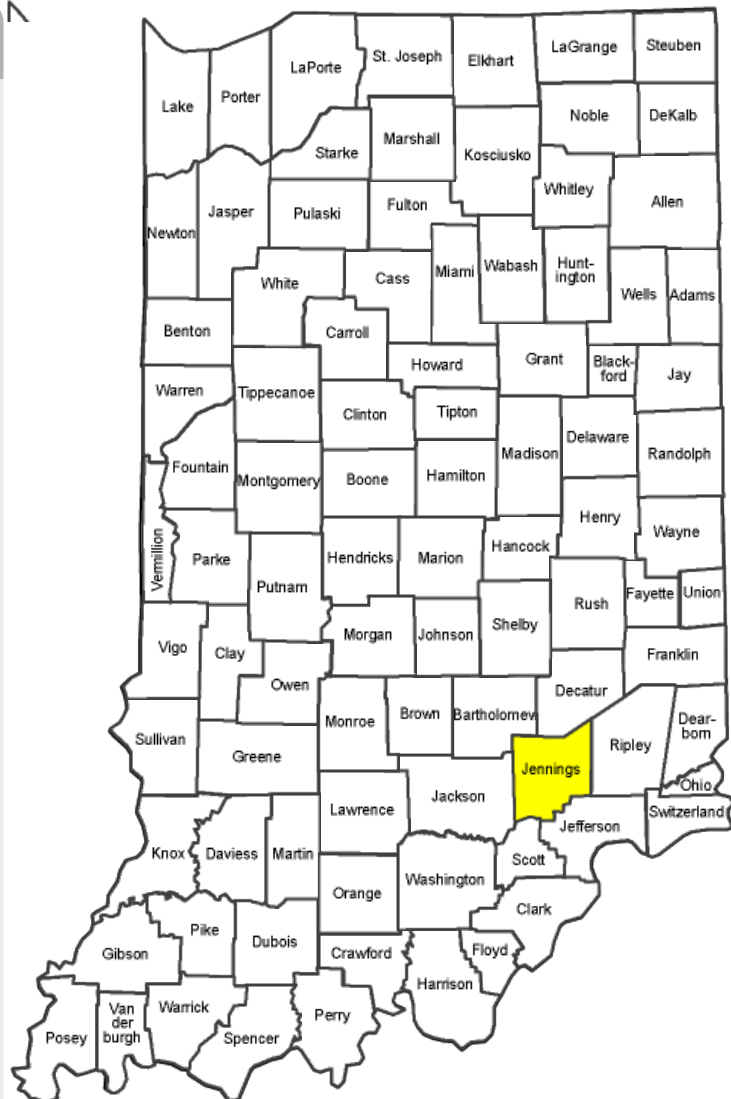 LaGrange
Steuben
St. Joseph
Elkhart
LaPorte
Porter
Lake
Noble
DeKalb
Marshall
Starke
Kosciusko
Whitley
Allen
Fulton
Jasper
Pulaski
Newton
Wabash
Hunt-
ington
Miami
Cass
White
Wells
Adams
Benton
Carroll
Grant
Howard
Black-
ford
Jay
Warren
Tippecanoe
Clinton
Tipton
Delaware
Madison
Randolph
Fountain
Montgomery
Boone
Hamilton
Henry
Wayne
Vermillion
Parke
Hendricks
Marion
Hancock
Putnam
Rush
Fayette
Union
Shelby
Morgan
Johnson
Vigo
Clay
Franklin
Owen
Decatur
Monroe
Brown
Bartholomew
Dear-
born
Sullivan
Greene
Ripley
Jennings
Ohio
Jackson
Lawrence
Switzerland
Jefferson
Knox
Daviess
Martin
Scott
Washington
Orange
Clark
Pike
Dubois
Gibson
Crawford
Floyd
Harrison
Van
der
burgh
Warrick
Perry
Posey
Spencer